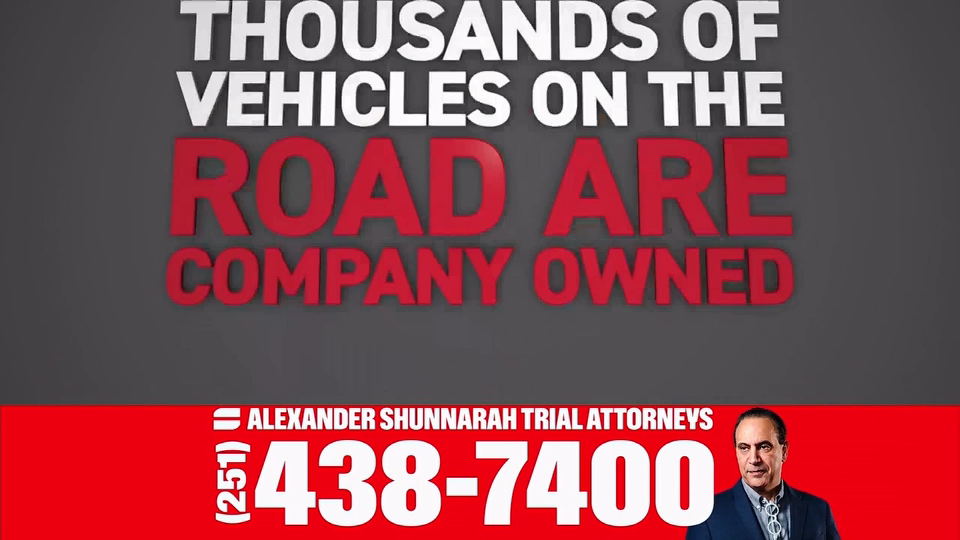 THOUSANDS OF
VEHICLES ON THE
ROAD ARE
COMPANY OWNED
ALEXANDER SHUNNARAH TRIAL ATTORNEYS
(251) 438-7400